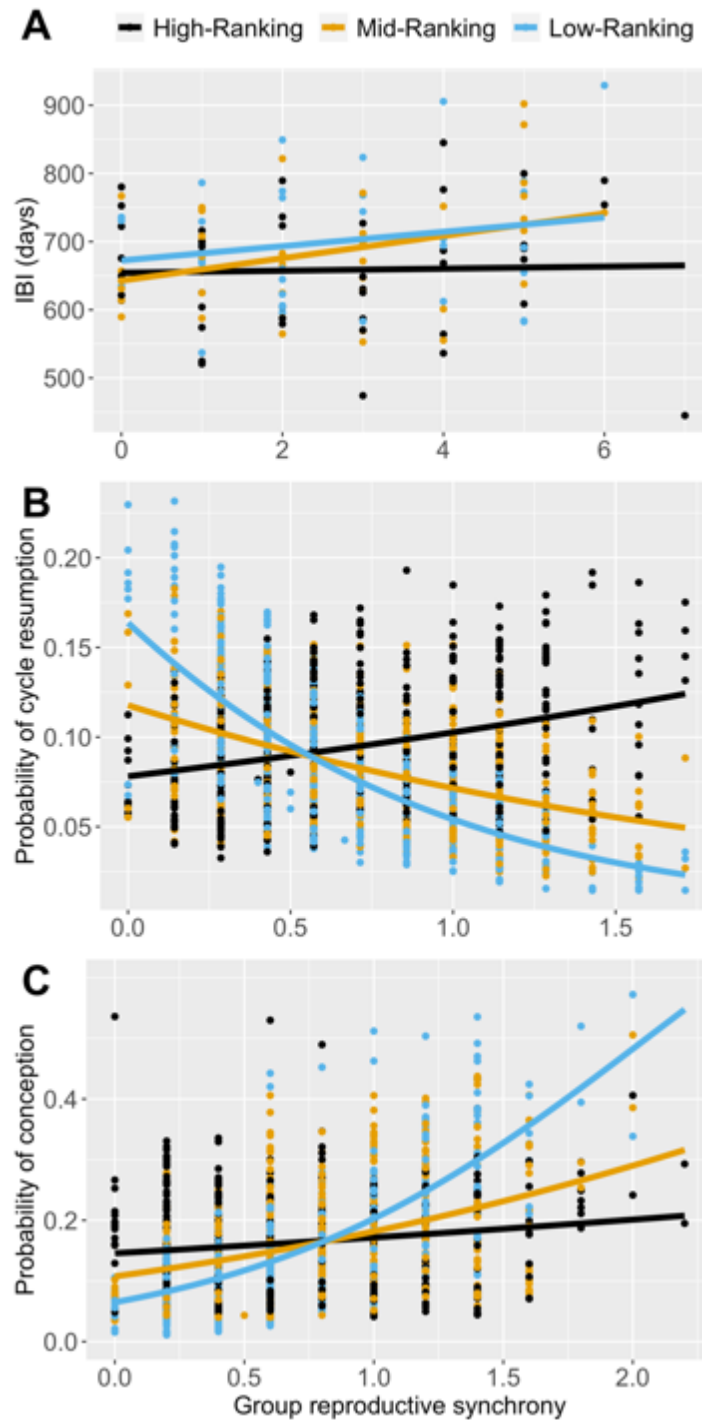 A
High-Ranking Mid-Ranking Low-Ranking
900
800
700
600
500
IBI (days)
0 2 4 6
B
0.20
0.15
0.10
0.05
Probability of cycle resumption
0.0 0.5 1.0 1.5
C
0.4
0.2
0.0
Probability of conception
0.0 0.5 1.0 1.5 2.0
Group reproductive synchrony